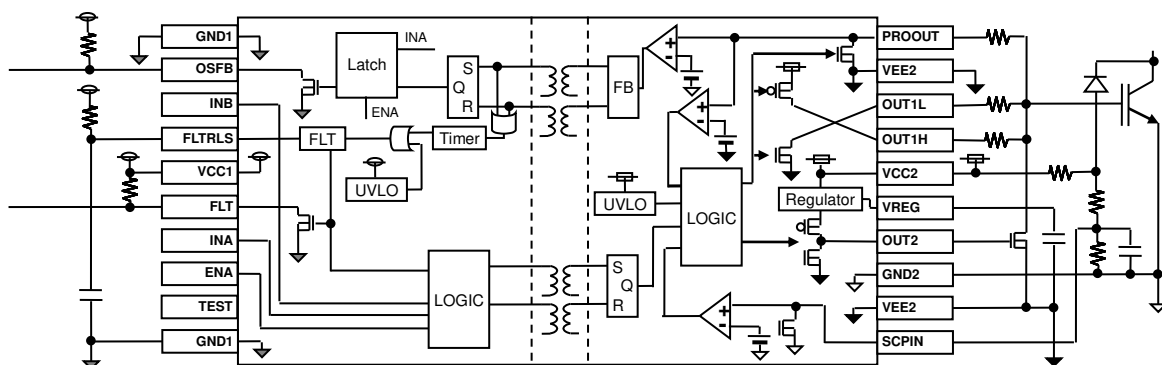 GND1
OSFB
INB
FLTRLS
VCC1
FLT
INA
ENA
TEST
GND1
Latch
INA
ENA
S
Q
R
FLT
Timer
UVLO
LOGIC
FB
+
-
+
-
UVLO
LOGIC
S
Q
R
+
-
Regulator
PROOUT
VEE2
OUT1L
OUT1H
VCC2
VREG
OUT2
GND2
VEE2
SCPIN